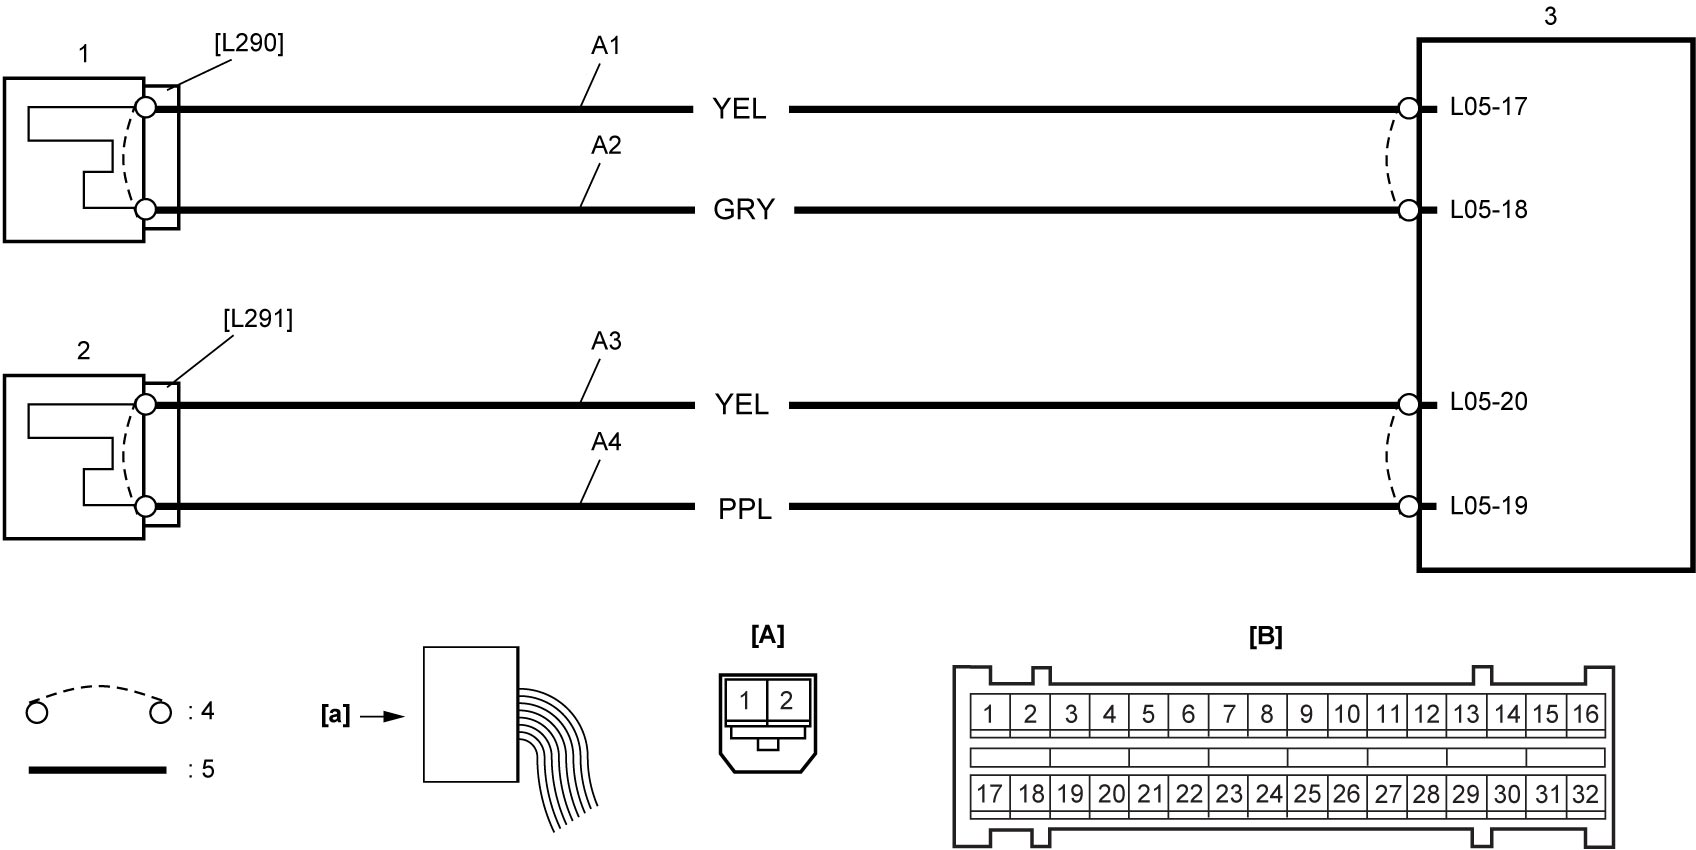 3
1
[L290]
A1
YEL
L05-17
A2
GRY
L05-18
2
[L291]
A3
YEL
L05-20
A4
PPL
L05-19
: 4
: 5
[a]
[A]
1 2
[B]
1 2 3 4 5 6 7 8 9 10 11 12 13 14 15 16
17 18 19 20 21 22 23 24 25 26 27 28 29 30 31 32